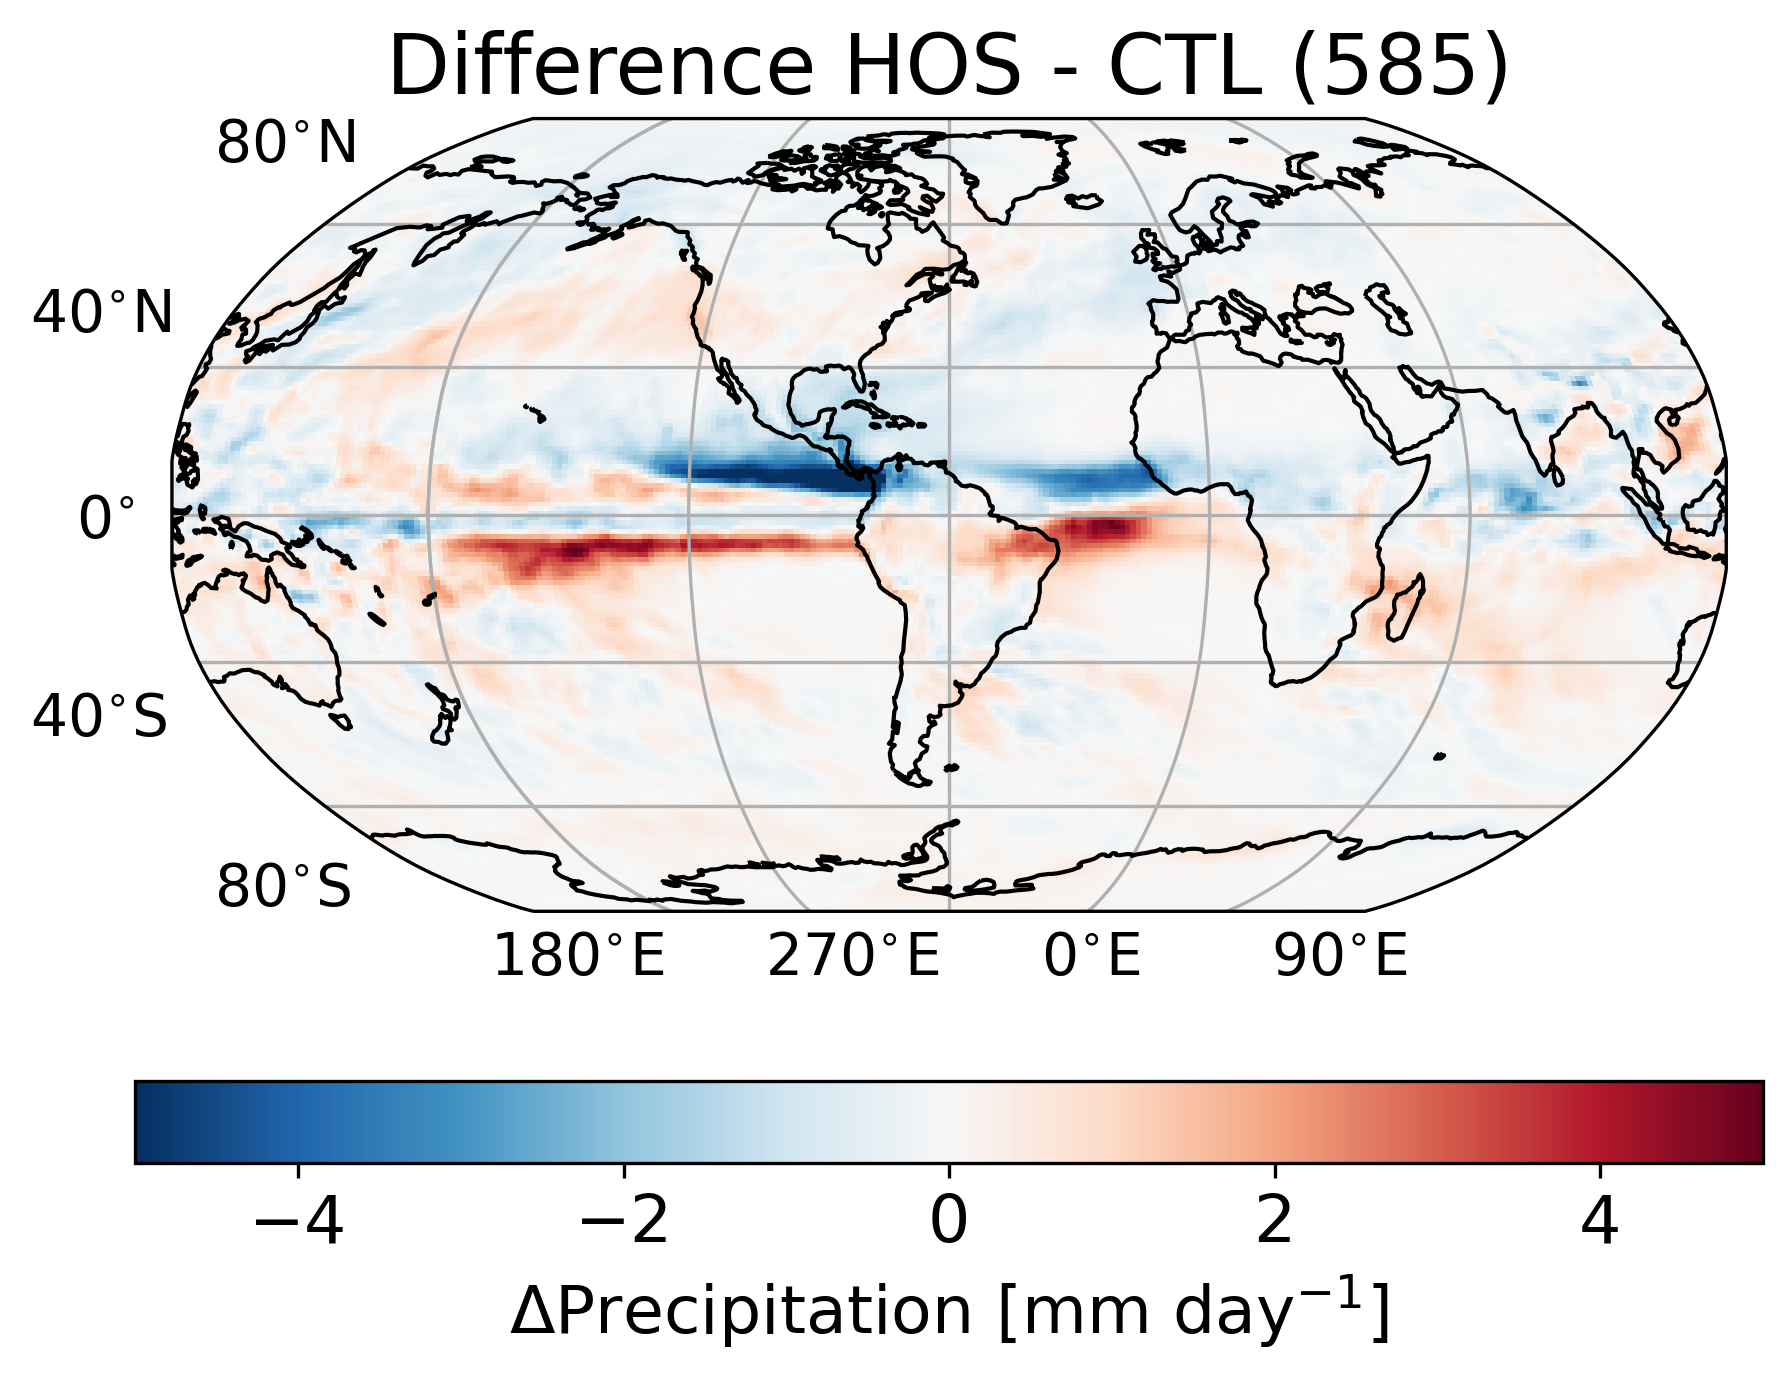 Difference HOS - CTL (585)
80°N
40°N
0°
40°S
80°S
180°E 270°E 0°E 90°E
−4 −2 0 2 4
ΔPrecipitation [mm day⁻¹]